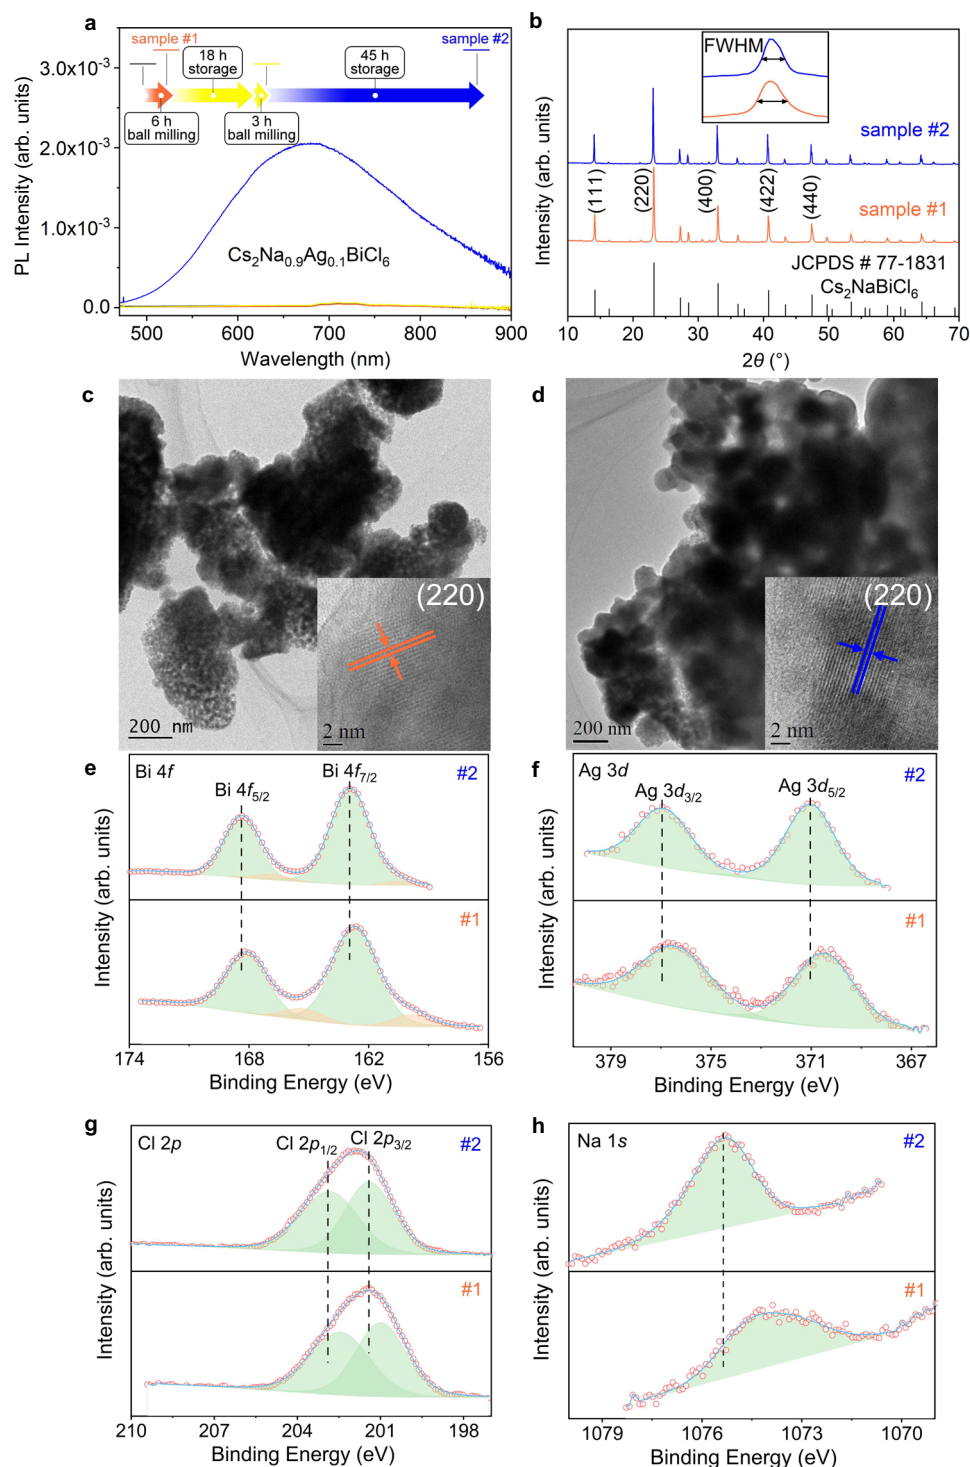 a
sample #1
18 h
storage
45 h
storage
sample #2
6 h
ball milling
3 h
ball milling
3.0×10⁻³
2.0×10⁻³
1.0×10⁻³
0.0
PL Intensity (arb. units)
Cs₂Na₀.₉Ag₀.₁BiCl₆
500 600 700 800 900
Wavelength (nm)
b
FWHM
sample #2
(111) (220) (400) (422) (440)
sample #1
JCPDS # 77-1831
Cs₂NaBiCl₆
Intensity (arb. units)
10 20 30 40 50 60 70
2θ (°)
c
(220)
200 nm
2 nm
d
(220)
200 nm
2 nm
e
Bi 4f
Bi 4f₅/₂
Bi 4f₇/₂
#2
#1
Intensity (arb. units)
174 168 162 156
Binding Energy (eV)
f
Ag 3d
Ag 3d₃/₂
Ag 3d₅/₂
#2
#1
Intensity (arb. units)
379 375 371 367
Binding Energy (eV)
g
Cl 2p
Cl 2p₁/₂
Cl 2p₃/₂
#2
#1
Intensity (arb. units)
210 207 204 201 198
Binding Energy (eV)
h
Na 1s
#2
#1
Intensity (arb. units)
1079 1076 1073 1070
Binding Energy (eV)